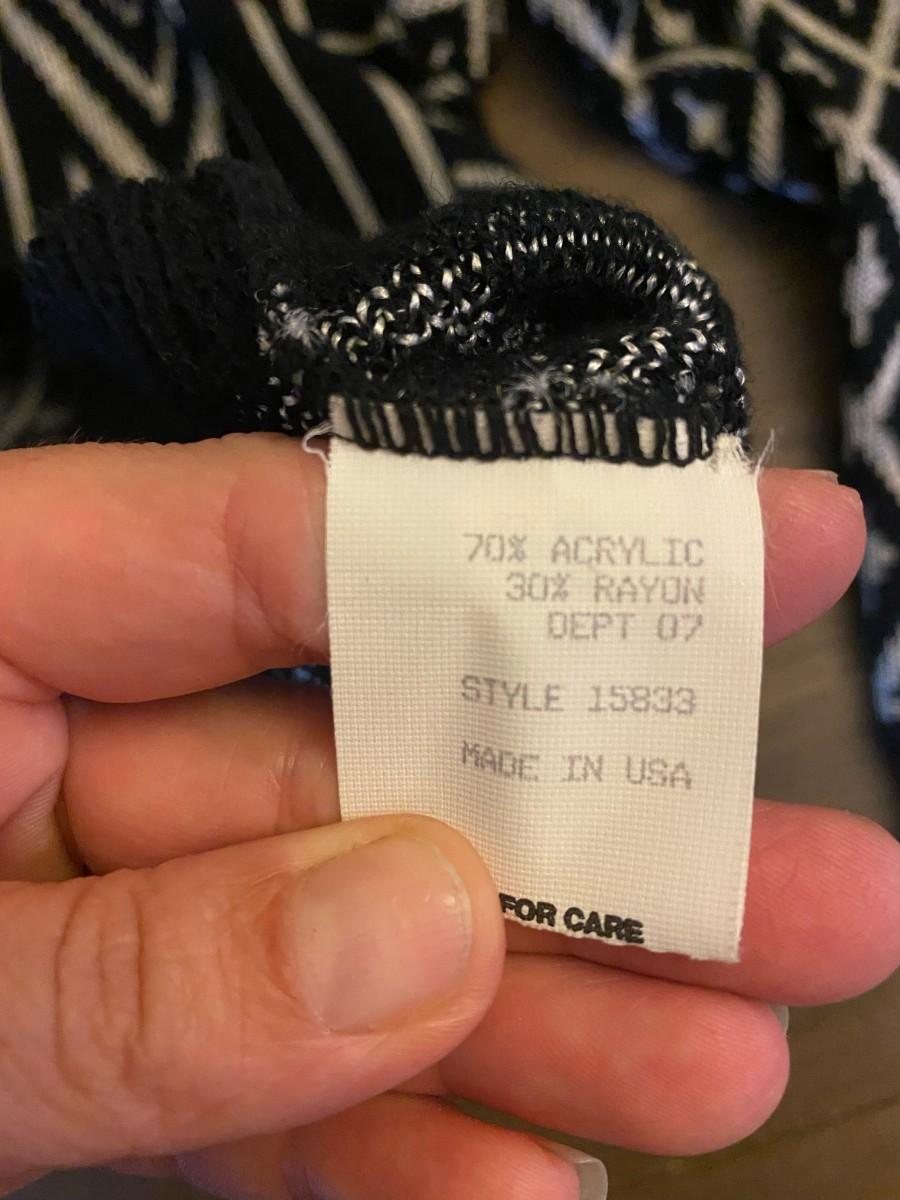 70% ACRYLIC
30% RAYON
DEPT 07
STYLE 15833
MADE IN USA
FOR CARE